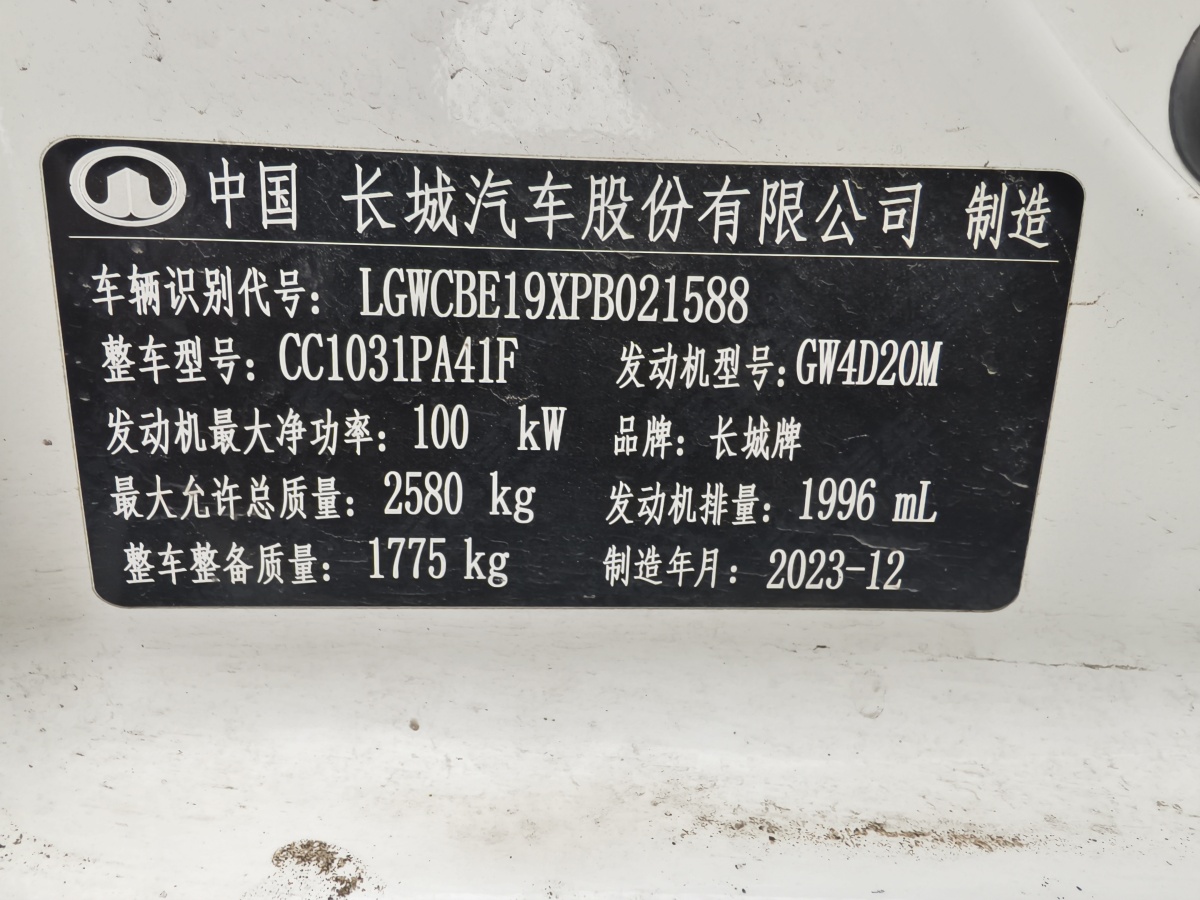 中国 长城汽车股份有限公司 制造
车辆识别代号：LGWCBE19XPB021588
整车型号：CC1031PA41F 发动机型号：GW4D20M
发动机最大净功率：100 kW 品牌：长城牌
最大允许总质量：2580 kg 发动机排量：1996 mL
整车整备质量：1775 kg 制造年月：2023-12